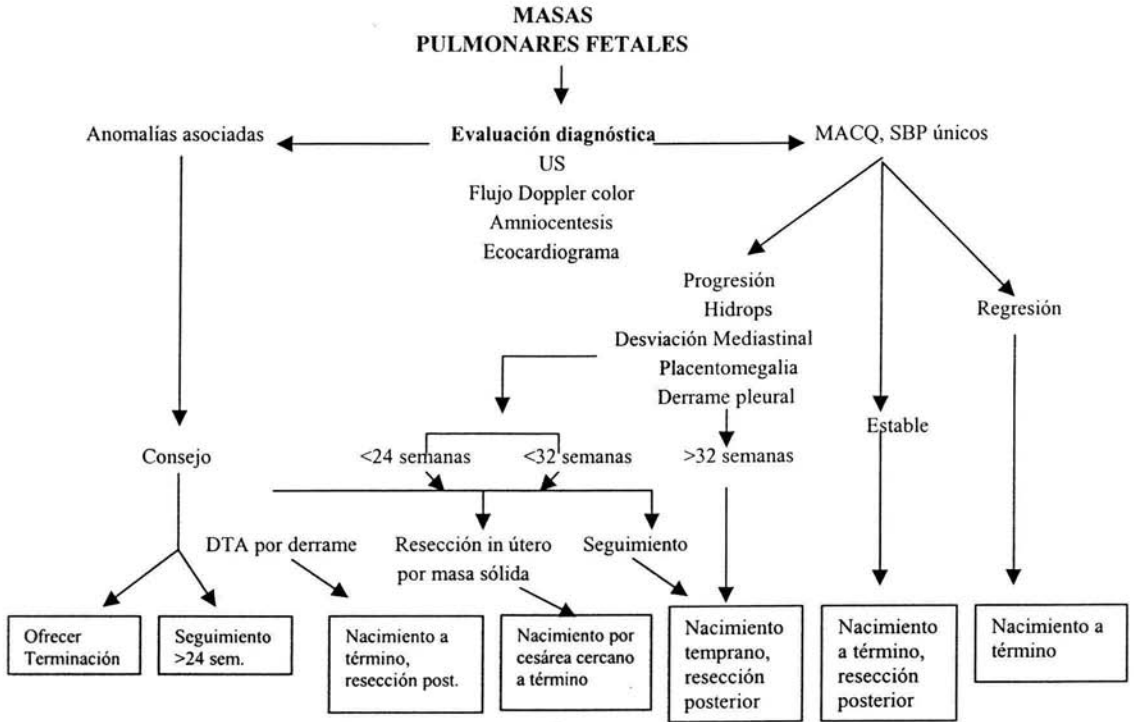 MASAS
PULMONARES FETALES
Anomalías asociadas
Evaluación diagnóstica
US
Flujo Doppler color
Amniocentesis
Ecocardiograma
MACQ, SBP únicos
Progresión
Hidrops
Desviación Mediastinal
Placentomegalia
Derrame pleural
Regresión
Estable
Consejo
<24 semanas
<32 semanas
>32 semanas
DTA por derrame
Resección in útero
por masa sólida
Seguimiento
Ofrecer
Terminación
Seguimiento
>24 sem.
Nacimiento a
término,
resección post.
Nacimiento por
cesárea cercano
a término
Nacimiento
temprano,
resección
posterior
Nacimiento
a término,
resección
posterior
Nacimiento a
término